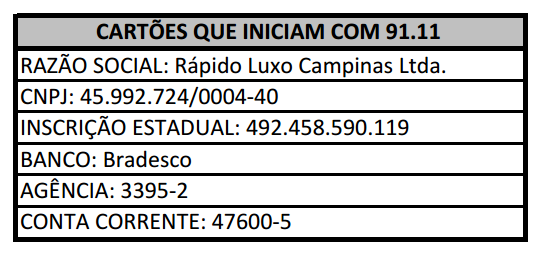 CARTÕES QUE INICIAM COM 91.11
RAZÃO SOCIAL: Rápido Luxo Campinas Ltda.
CNPJ: 45.992.724/0004-40
INSCRIÇÃO ESTADUAL: 492.458.590.119
BANCO: Bradesco
AGÊNCIA: 3395-2
CONTA CORRENTE: 47600-5